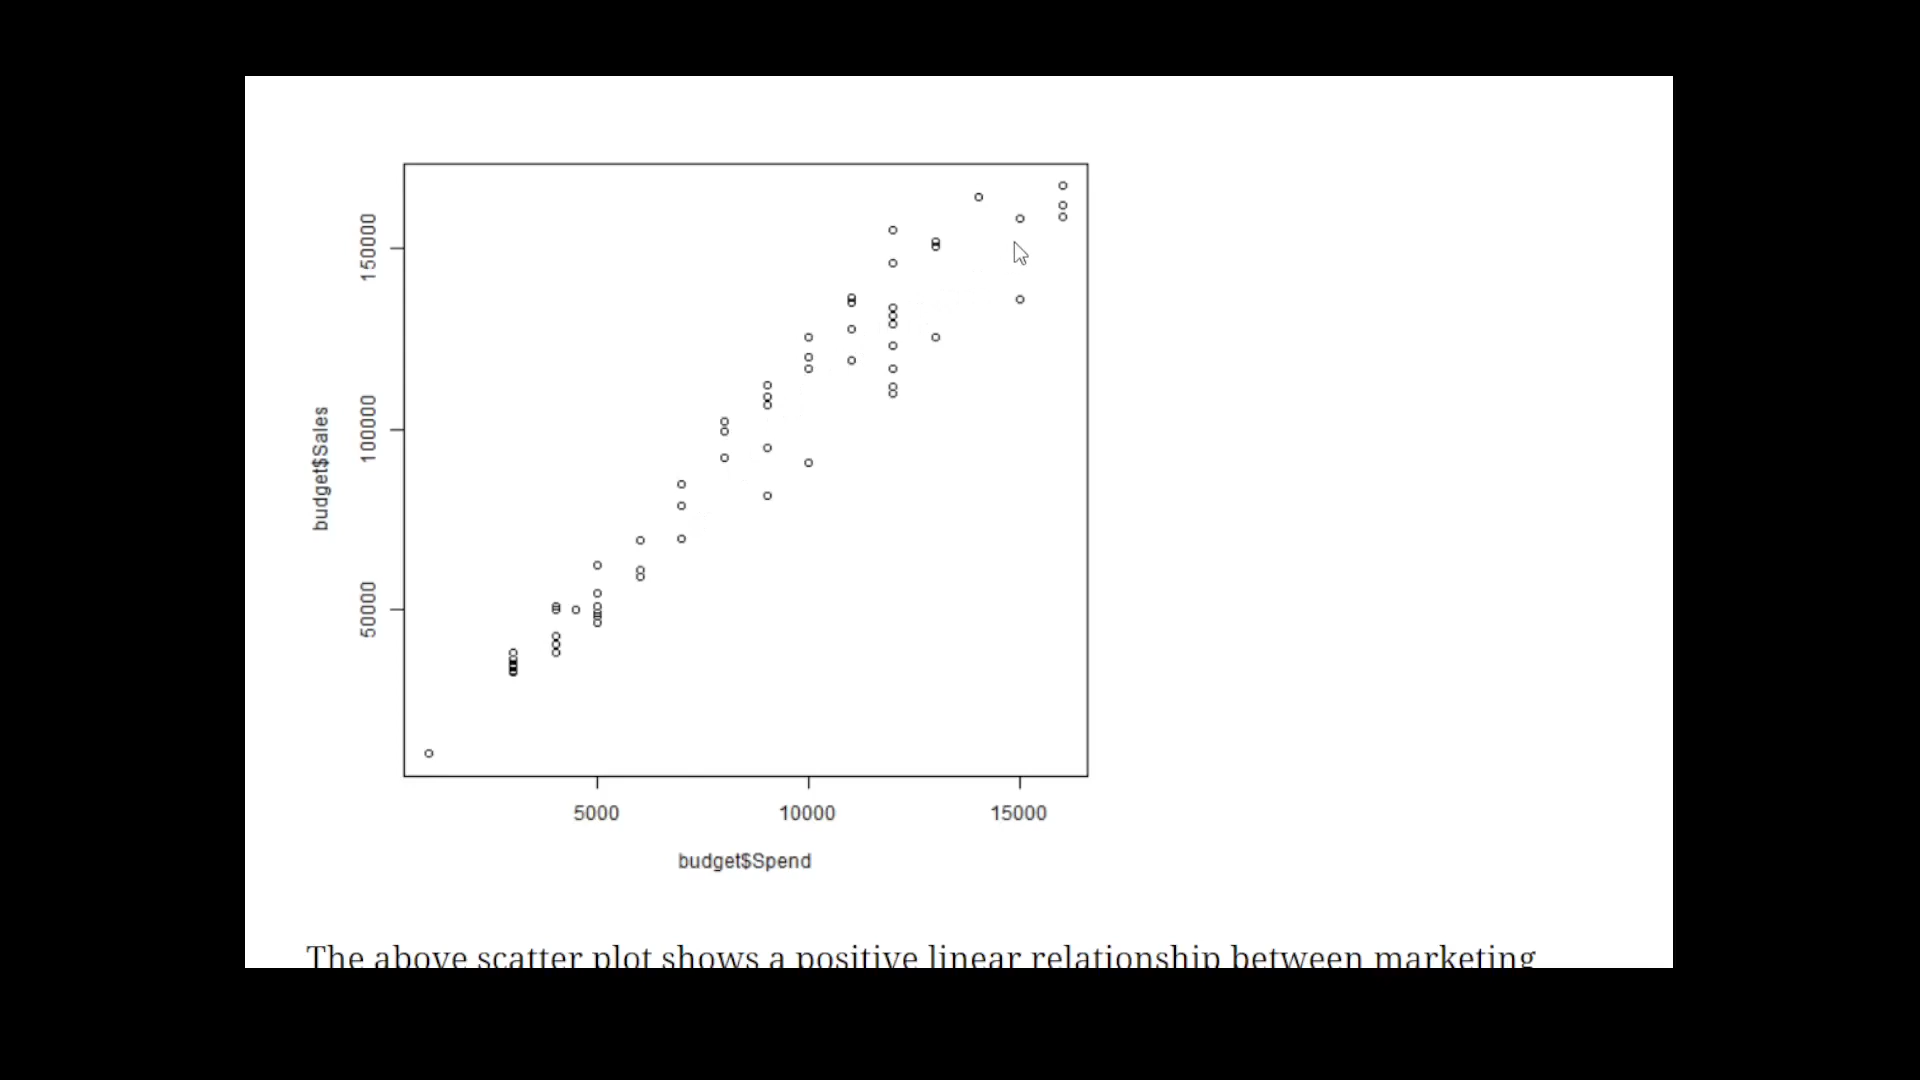 150000
100000
50000
budget$Sales
5000 10000 15000
budget$Spend
The above scatter plot shows a positive linear relationship between marketing